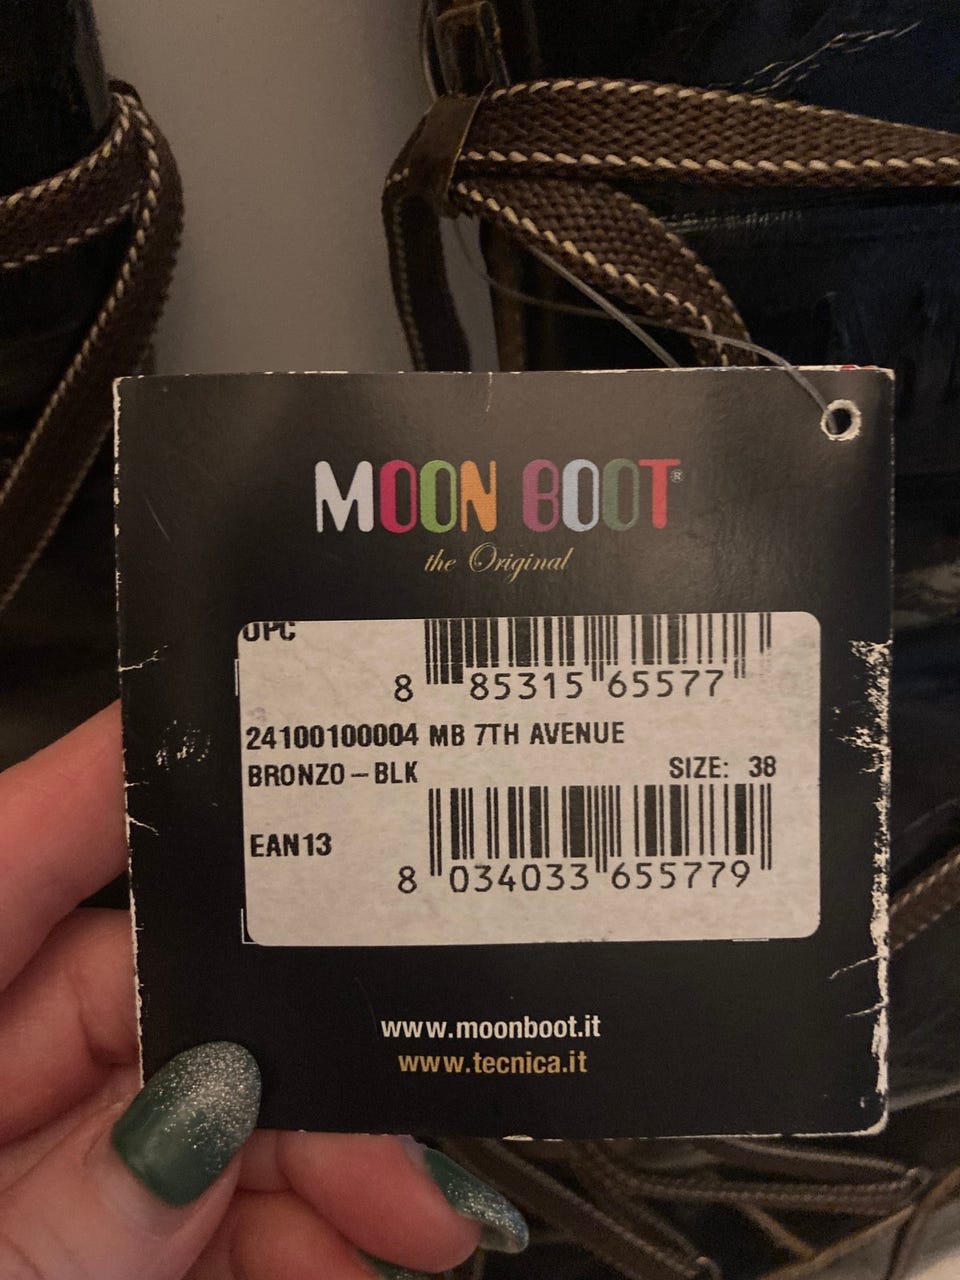 MOON BOOT®
the Original
UPC
8 85315 65577
24100100004 MB 7TH AVENUE
BRONZO-BLK SIZE: 38
EAN13
8 034033 655779
www.moonboot.it
www.tecnica.it